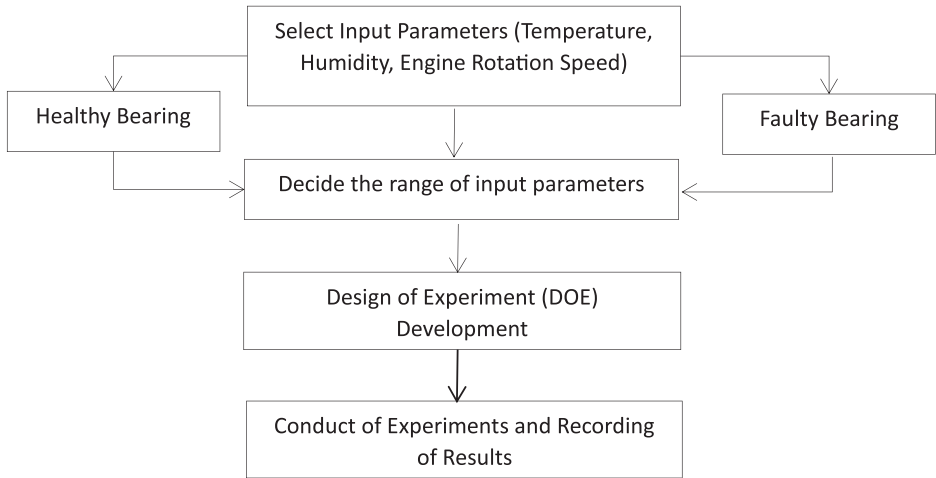 Select Input Parameters (Temperature,
Humidity, Engine Rotation Speed)
Healthy Bearing
Faulty Bearing
Decide the range of input parameters
Design of Experiment (DOE)
Development
Conduct of Experiments and Recording
of Results